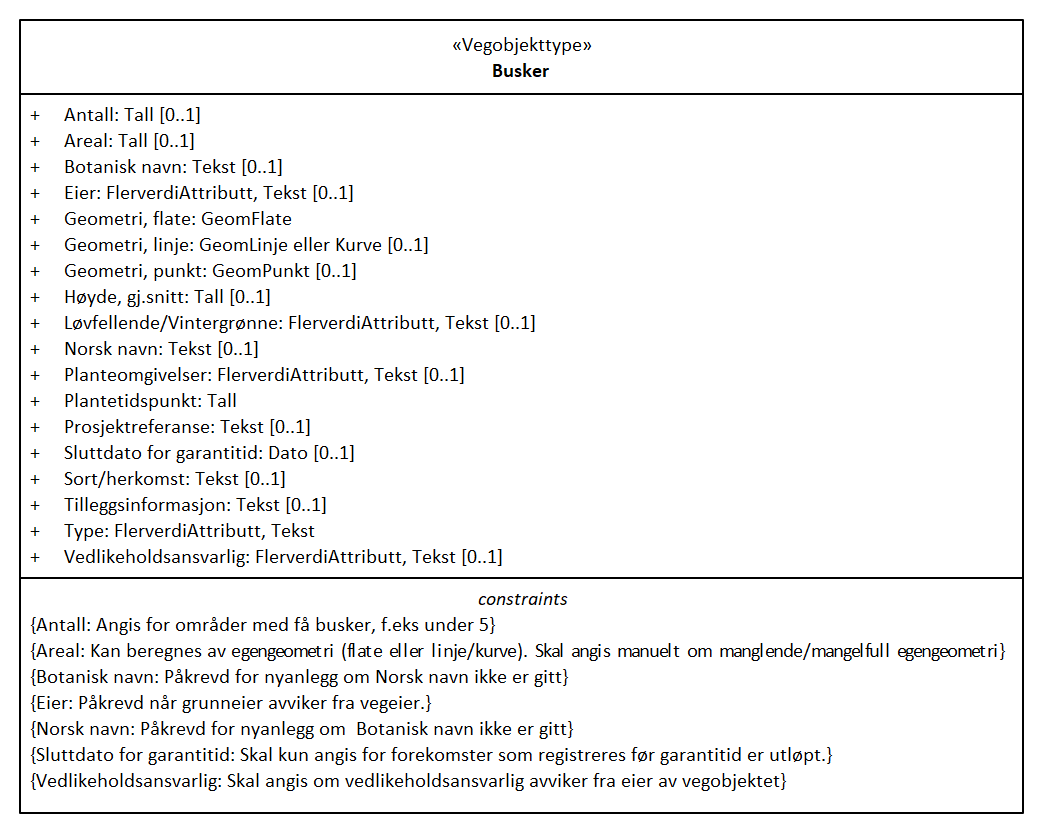 «Vegobjekttype»
Busker
+ Antall: Tall [0..1]
+ Areal: Tall [0..1]
+ Botanisk navn: Tekst [0..1]
+ Eier: FlerverdiAttributt, Tekst [0..1]
+ Geometri, flate: GeomFlate
+ Geometri, linje: GeomLinje eller Kurve [0..1]
+ Geometri, punkt: GeomPunkt [0..1]
+ Høyde, gj.snitt: Tall [0..1]
+ Løvfellende/Vintergrønne: FlerverdiAttributt, Tekst [0..1]
+ Norsk navn: Tekst [0..1]
+ Planteomgivelser: FlerverdiAttributt, Tekst [0..1]
+ Plantetidspunkt: Tall
+ Prosjektreferanse: Tekst [0..1]
+ Sluttdato for garantitid: Dato [0..1]
+ Sort/herkomst: Tekst [0..1]
+ Tilleggsinformasjon: Tekst [0..1]
+ Type: FlerverdiAttributt, Tekst
+ Vedlikeholdsansvarlig: FlerverdiAttributt, Tekst [0..1]
constraints
{Antall: Angis for områder med få busker, f.eks under 5}
{Areal: Kan beregnes av egengeometri (flate eller linje/kurve). Skal angis manuelt om manglende/mangelfull egengeometri}
{Botanisk navn: Påkrevd for nyanlegg om Norsk navn ikke er gitt}
{Eier: Påkrevd når grunneier avviker fra vegeier.}
{Norsk navn: Påkrevd for nyanlegg om  Botanisk navn ikke er gitt}
{Sluttdato for garantitid: Skal kun angis for forekomster som registreres før garantitid er utløpt.}
{Vedlikeholdsansvarlig: Skal angis om vedlikeholdsansvarlig avviker fra eier av vegobjektet}